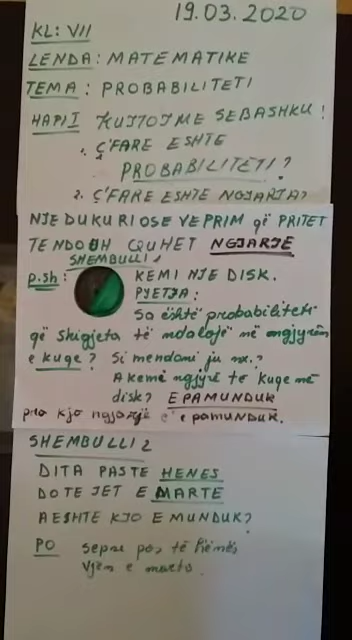 19.03.2020
KL: VII
LENDA: MATEMATIKE
TEMA: PROBABILITETI
HAPI I KUJTOJME SEBASHKU!
1. Ç'FARE ESHTE
PROBABILITETI?
2. Ç'FARE ESHTE NGJARJA?
NJE DUKURI OSE VEPRIM që PRITET
TE NDODH QUHET NGJARJE
SHEMBULLI 1
p.sh: KEMI NJE DISK.
PYETJA:
Sa është probabiliteti
që shigjeta të ndalojë në ngjyrën
e kuqe? Si mendoni ju nx.?
A kemë ngjyrë të kuqe në
disk? E PAMUNDUR
pra kjo ngjarje e pamundur.
SHEMBULLI 2
DITA PASTE HENES
DO TE JET E MARTE
A ESHTE KJO E MUNDUR?
PO sepse pas të hënës
vjen e marta.